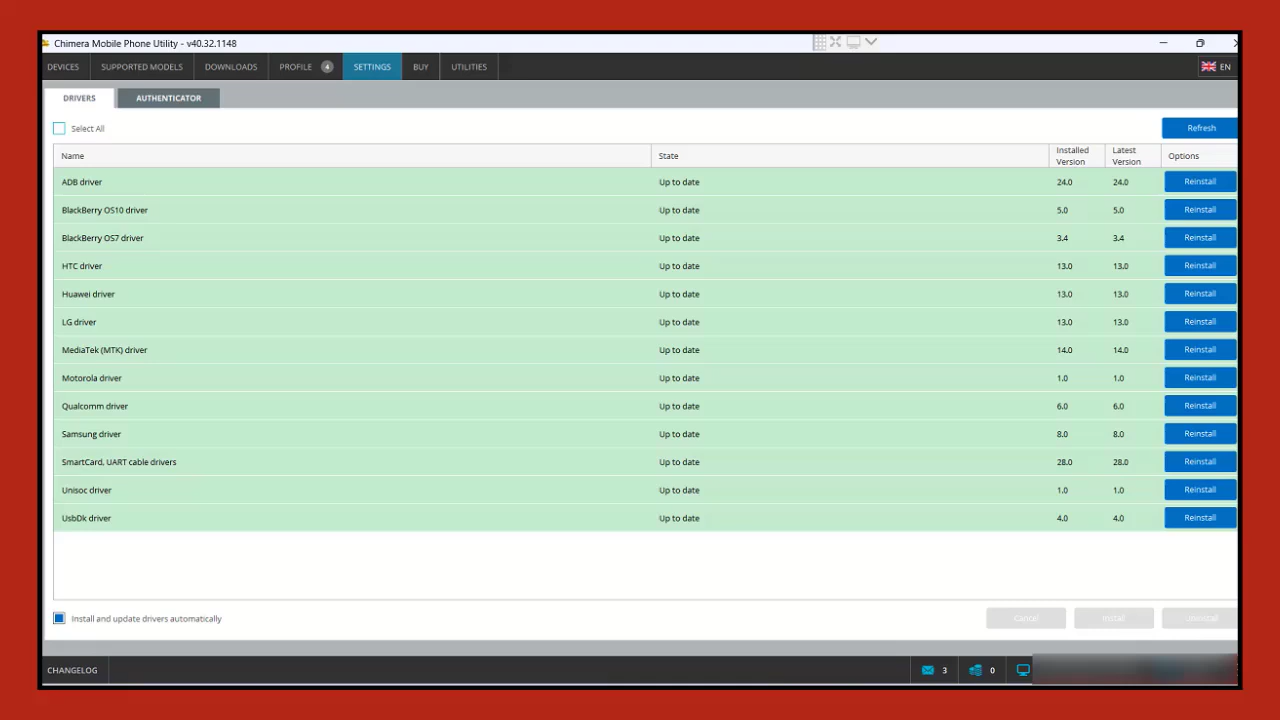 Chimera Mobile Phone Utility - v40.32.1148
DEVICES SUPPORTED MODELS DOWNLOADS PROFILE 4 SETTINGS BUY UTILITIES EN
DRIVERS AUTHENTICATOR
Select All Refresh
Name State Installed Version Latest Version Options
ADB driver Up to date 24.0 24.0 Reinstall
BlackBerry OS10 driver Up to date 5.0 5.0 Reinstall
BlackBerry OS7 driver Up to date 3.4 3.4 Reinstall
HTC driver Up to date 13.0 13.0 Reinstall
Huawei driver Up to date 13.0 13.0 Reinstall
LG driver Up to date 13.0 13.0 Reinstall
MediaTek (MTK) driver Up to date 14.0 14.0 Reinstall
Motorola driver Up to date 1.0 1.0 Reinstall
Qualcomm driver Up to date 6.0 6.0 Reinstall
Samsung driver Up to date 8.0 8.0 Reinstall
SmartCard, UART cable drivers Up to date 28.0 28.0 Reinstall
Unisoc driver Up to date 1.0 1.0 Reinstall
UsbDk driver Up to date 4.0 4.0 Reinstall
Install and update drivers automatically Cancel Install Uninstall
CHANGELOG 3 0